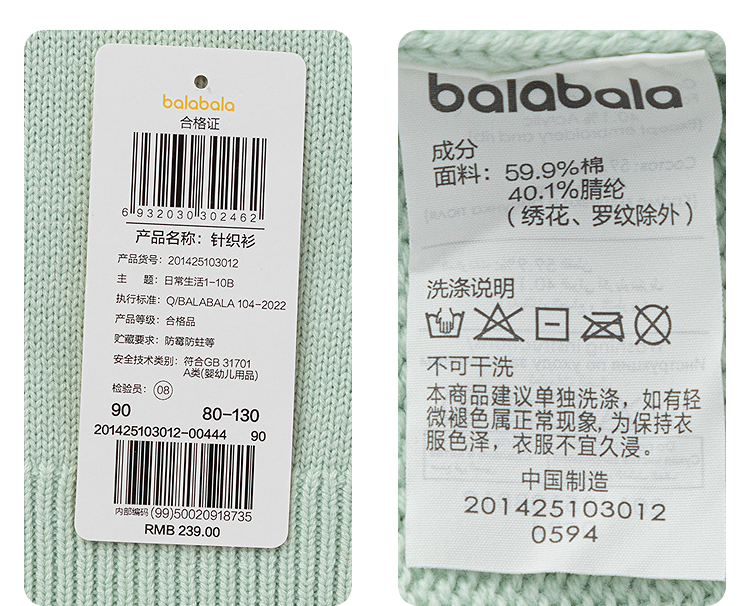 balabala
合格证
6 932030 302462
产品名称：针织衫
产品货号：201425103012
主 题：日常生活1-10B
执行标准：Q/BALABALA 104-2022
产品等级：合格品
贮藏要求：防霉防蛀等
安全技术类别：符合GB 31701
A类(婴幼儿用品)
检验员：08
90 80-130
201425103012-00444 90
内部编码 (99)50020918735
RMB 239.00
balabala
成分
面料：59.9%棉
40.1%腈纶
（绣花、罗纹除外）
洗涤说明
不可干洗
本商品建议单独洗涤，如有轻
微褪色属正常现象，为保持衣
服色泽，衣服不宜久浸。
中国制造
201425103012
0594